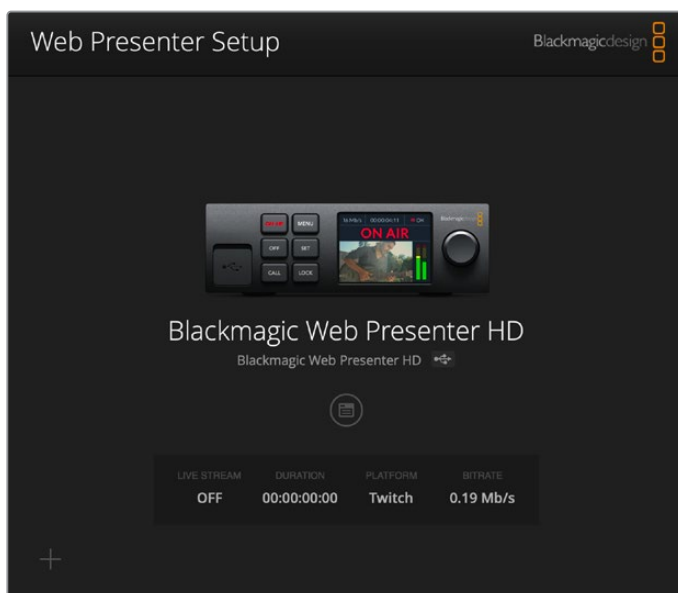 Web Presenter Setup
Blackmagicdesign
ON AIR
MENU
OFF
SET
CALL
LOCK
ON AIR
Blackmagic Web Presenter HD
Blackmagic Web Presenter HD
LIVE STREAM DURATION PLATFORM BITRATE
OFF 00:00:00:00 Twitch 0.19 Mb/s